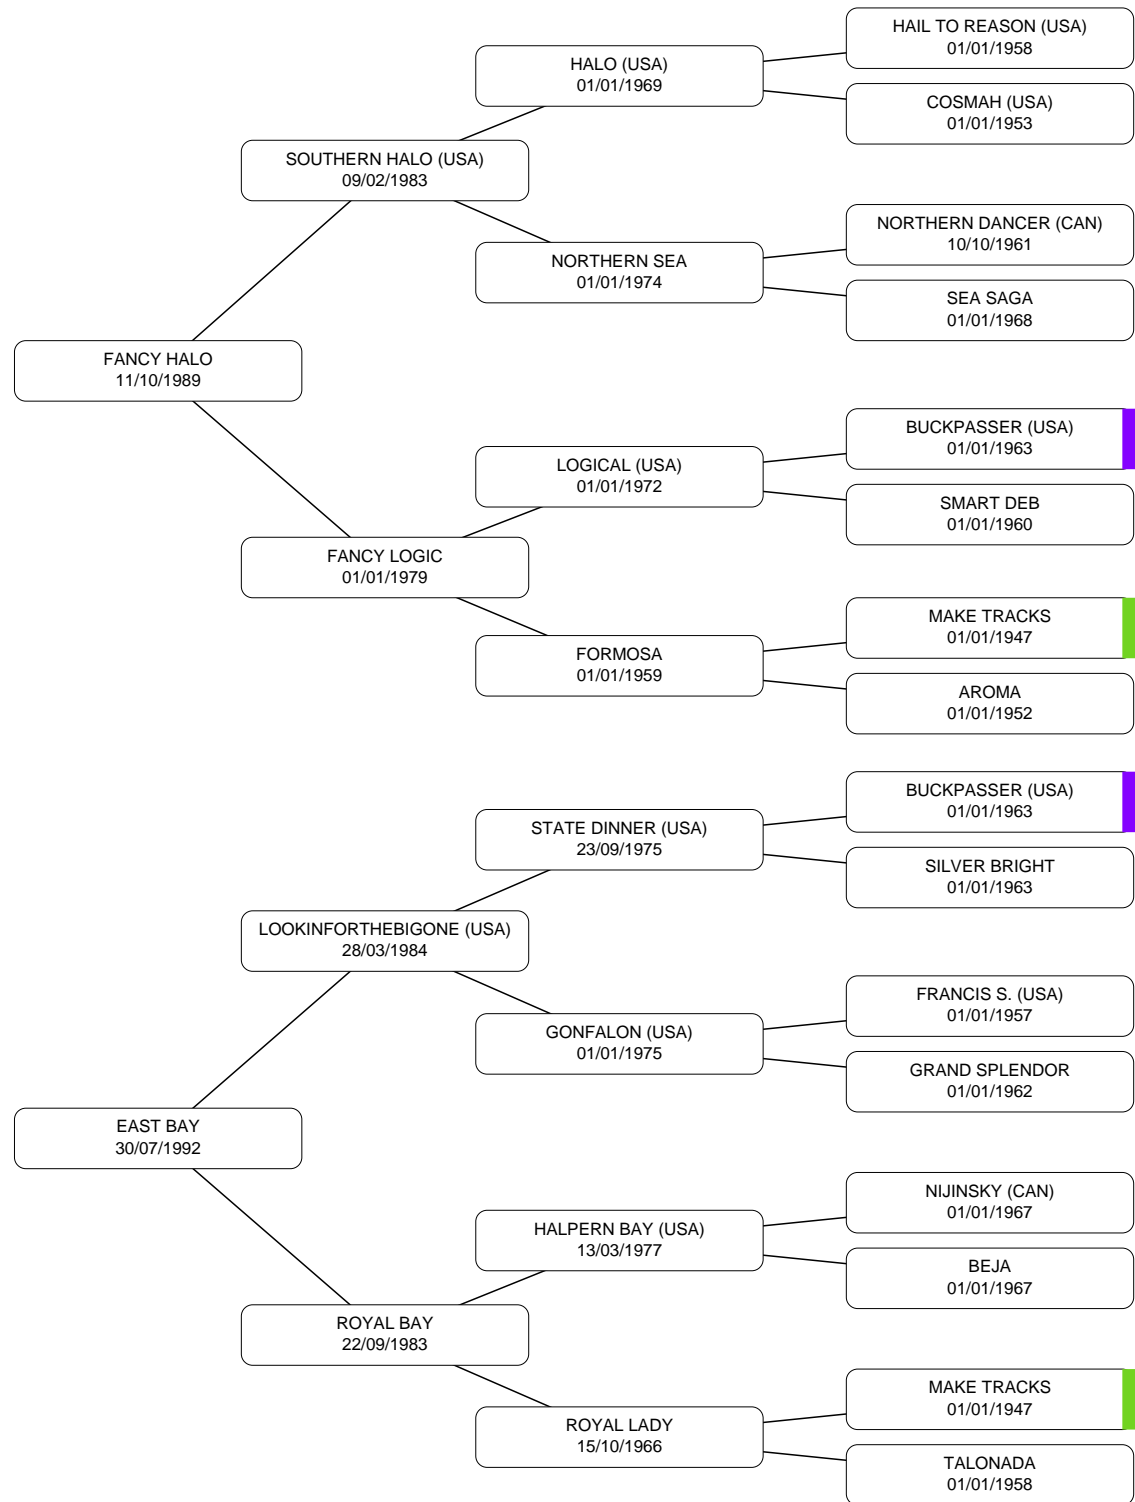 HAIL TO REASON (USA)
01/01/1958
HALO (USA)
01/01/1969
COSMAH (USA)
01/01/1953
SOUTHERN HALO (USA)
09/02/1983
NORTHERN DANCER (CAN)
10/10/1961
NORTHERN SEA
01/01/1974
SEA SAGA
01/01/1968
FANCY HALO
11/10/1989
BUCKPASSER (USA)
01/01/1963
LOGICAL (USA)
01/01/1972
SMART DEB
01/01/1960
FANCY LOGIC
01/01/1979
MAKE TRACKS
01/01/1947
FORMOSA
01/01/1959
AROMA
01/01/1952
BUCKPASSER (USA)
01/01/1963
STATE DINNER (USA)
23/09/1975
SILVER BRIGHT
01/01/1963
LOOKINFORTHEBIGONE (USA)
28/03/1984
FRANCIS S. (USA)
01/01/1957
GONFALON (USA)
01/01/1975
GRAND SPLENDOR
01/01/1962
EAST BAY
30/07/1992
NIJINSKY (CAN)
01/01/1967
HALPERN BAY (USA)
13/03/1977
BEJA
01/01/1967
ROYAL BAY
22/09/1983
MAKE TRACKS
01/01/1947
ROYAL LADY
15/10/1966
TALONADA
01/01/1958